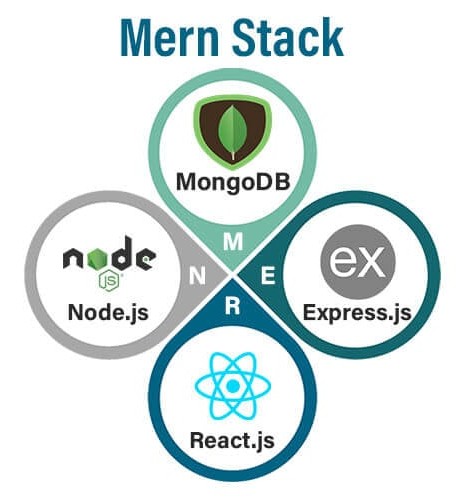 Mern Stack
MongoDB
M
node
JS
Node.js
N
E
ex
Express.js
R
React.js